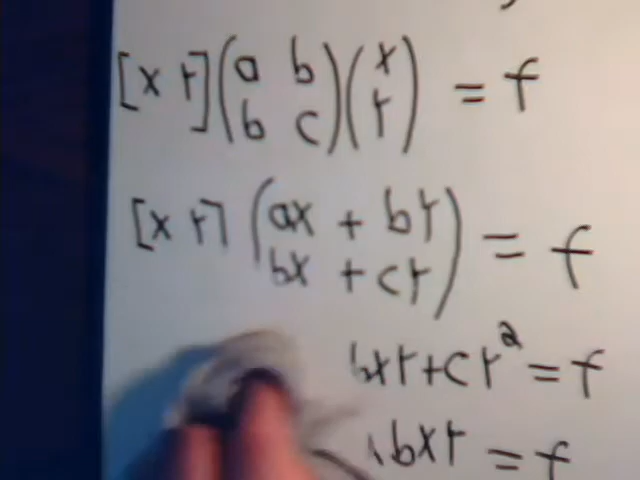 [x Y](a b
b c)(x
Y) = f
[x Y](ax + bY
bx + cY) = f
bxY + cY² = f
bxY = f